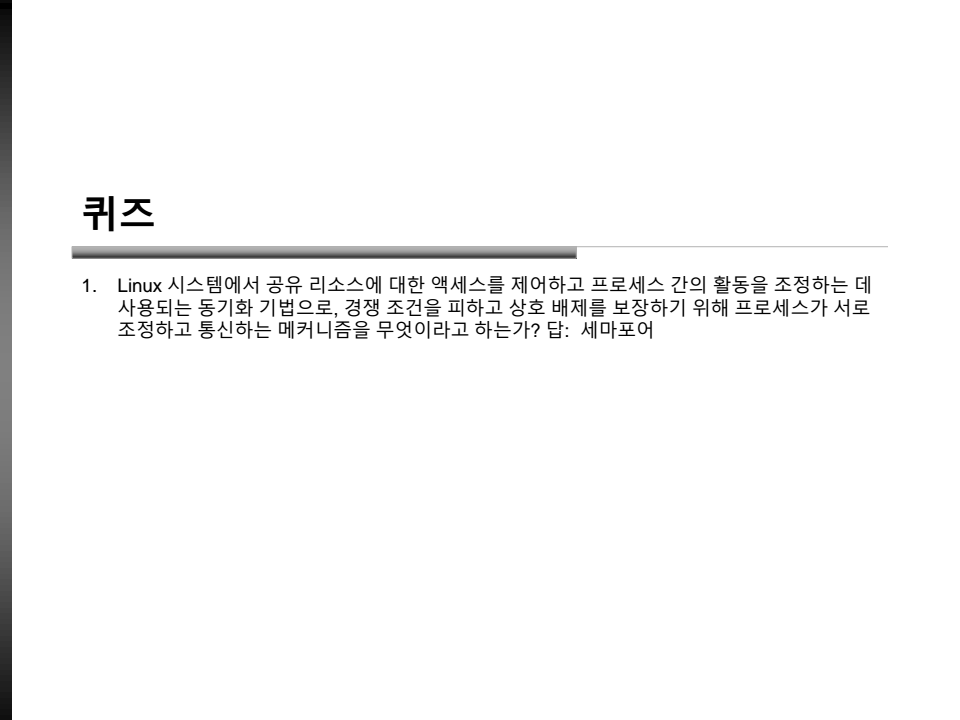 퀴즈
1. Linux 시스템에서 공유 리소스에 대한 액세스를 제어하고 프로세스 간의 활동을 조정하는 데
사용되는 동기화 기법으로, 경쟁 조건을 피하고 상호 배제를 보장하기 위해 프로세스가 서로
조정하고 통신하는 메커니즘을 무엇이라고 하는가? 답: 세마포어